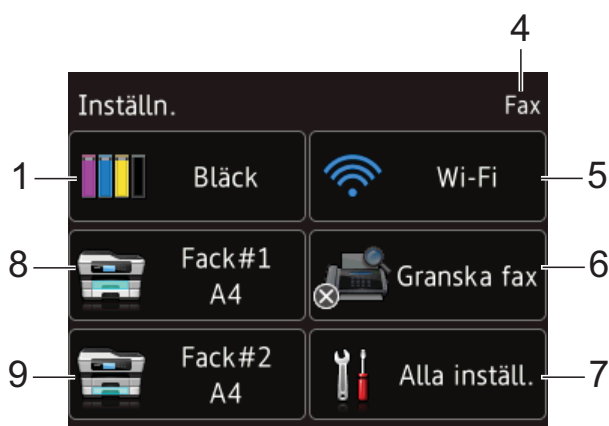 4
Inställn. Fax
1 Bläck Wi-Fi 5
8 Fack#1
A4 Granska fax 6
9 Fack#2
A4 Alla inställ. 7